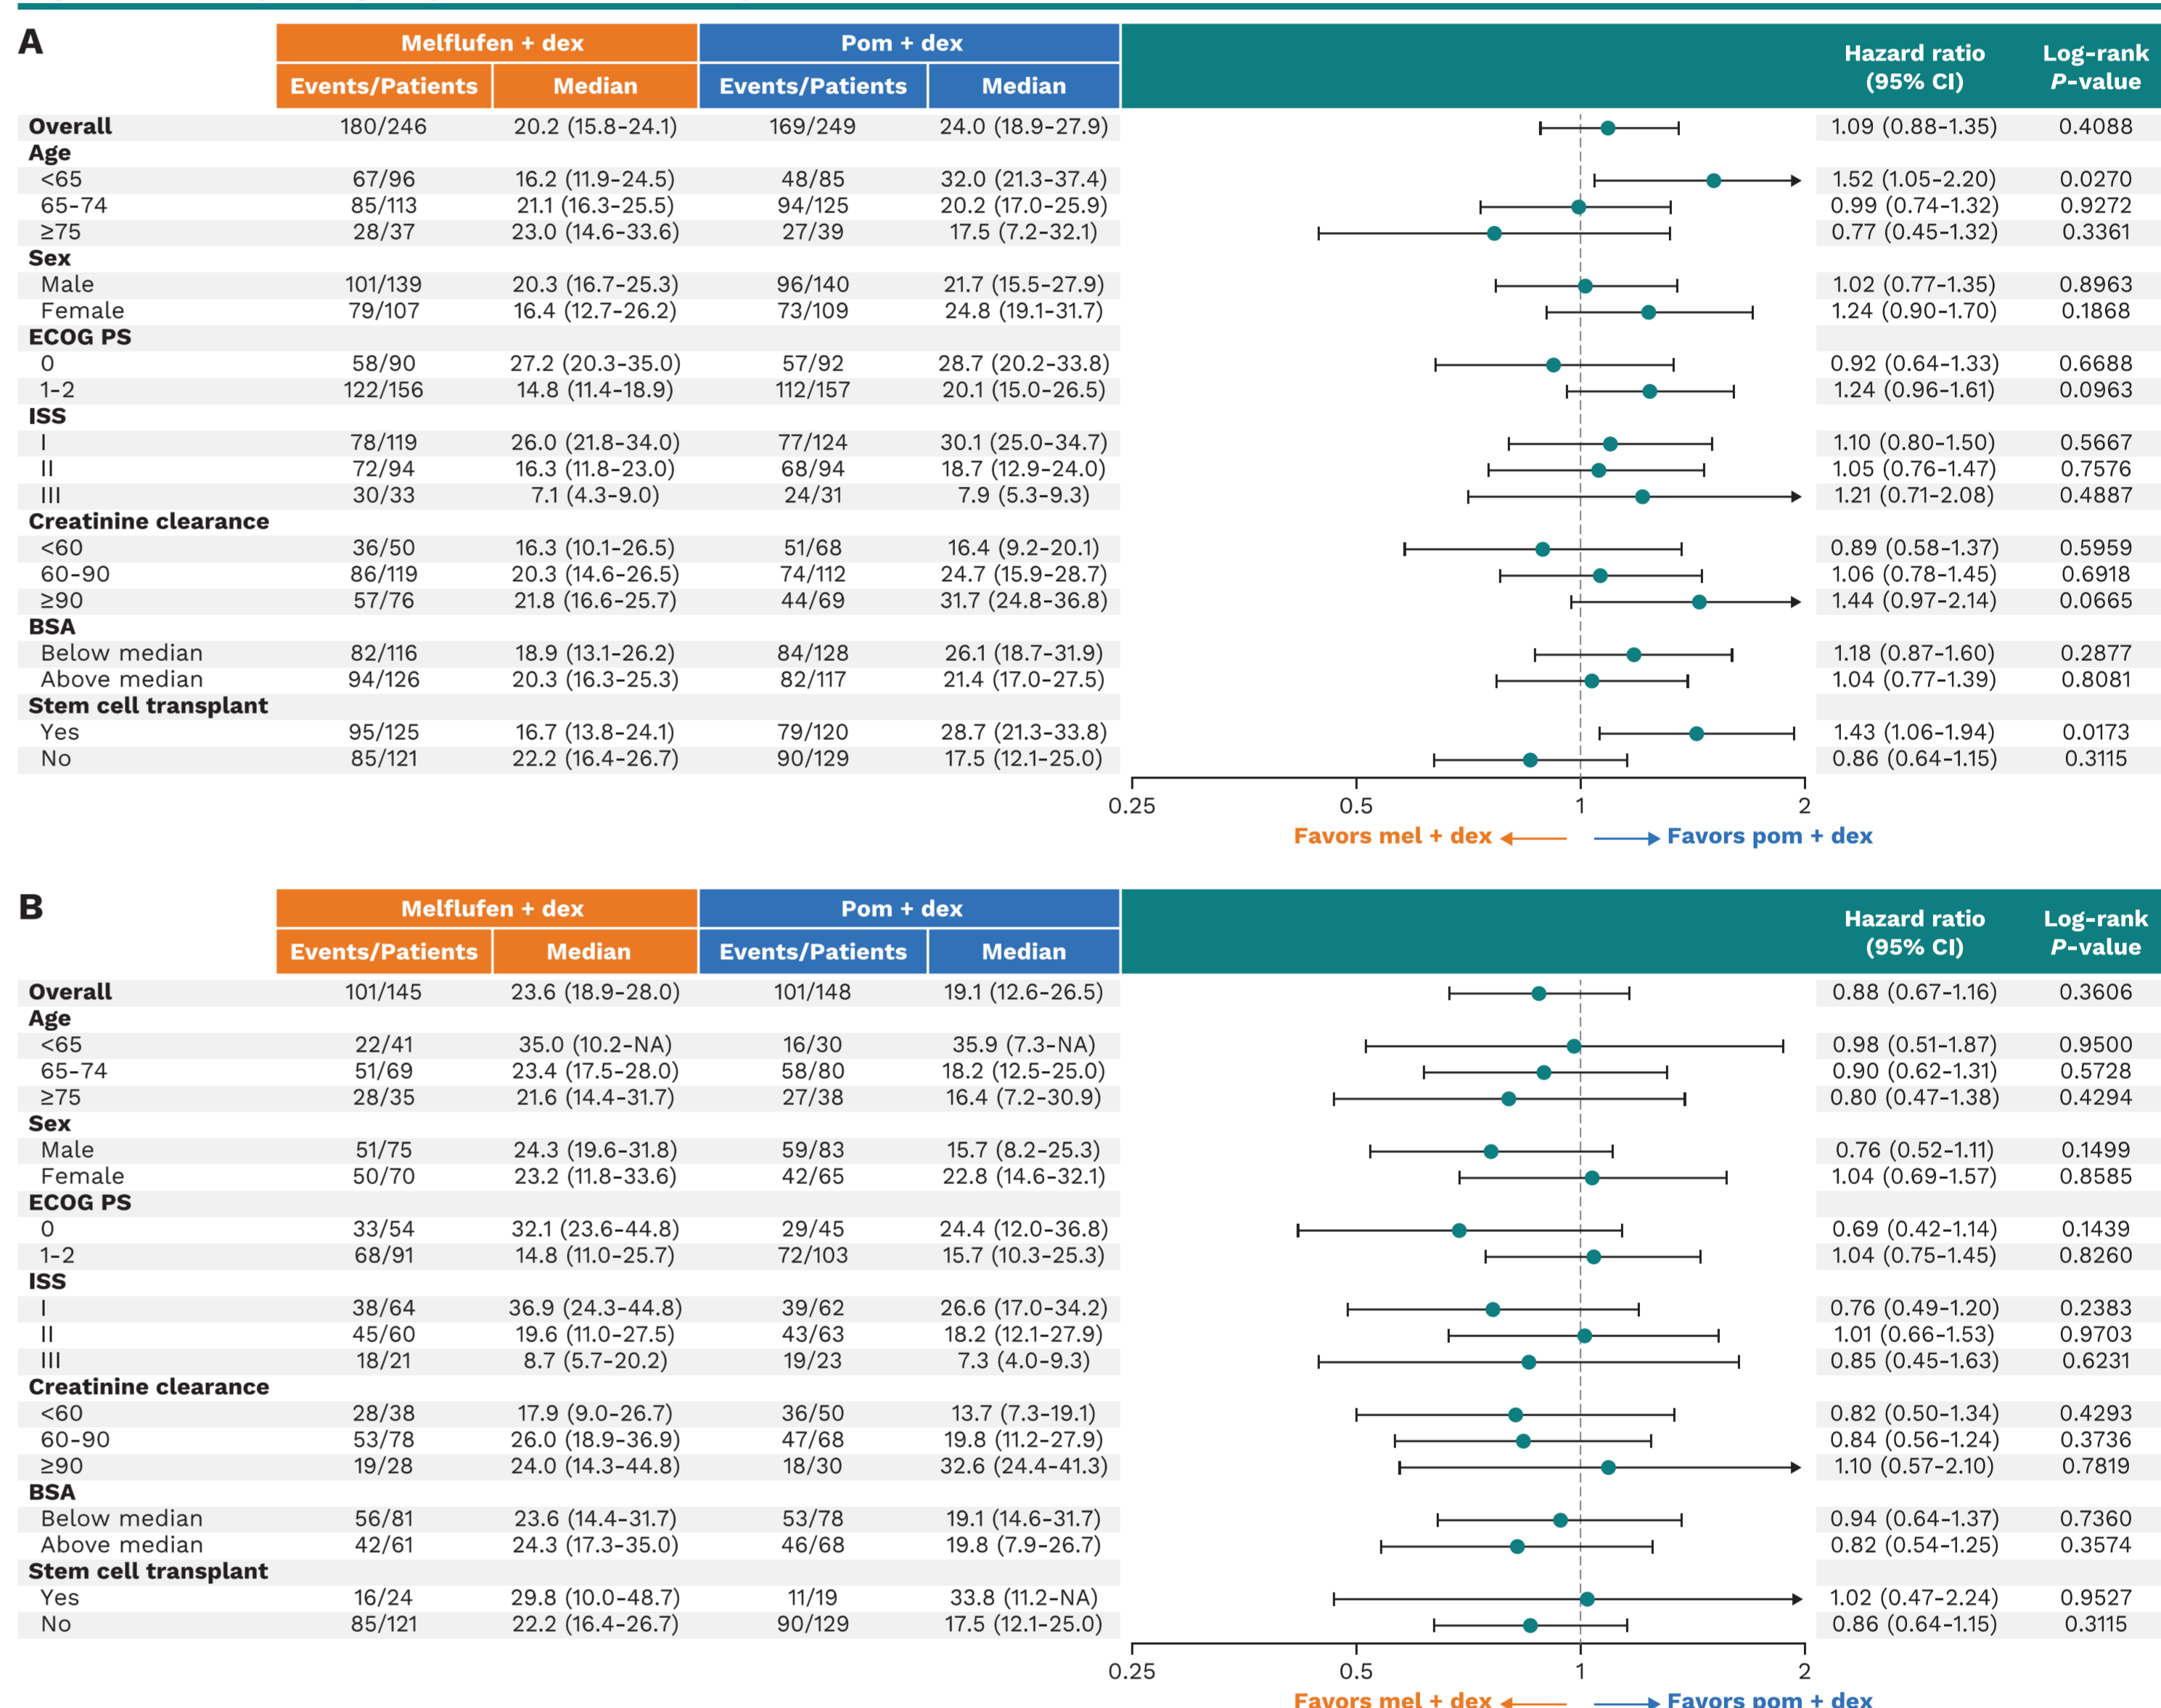 A
Melflufen + dex Pom + dex Hazard ratio (95% CI) Log-rank P-value
Events/Patients Median Events/Patients Median
Overall 180/246 20.2 (15.8–24.1) 169/249 24.0 (18.9–27.9) 1.09 (0.88–1.35) 0.4088
Age
<65 67/96 16.2 (11.9–24.5) 48/85 32.0 (21.3–37.4) 1.52 (1.05–2.20) 0.0270
65–74 85/113 21.1 (16.3–25.5) 94/125 20.2 (17.0–25.9) 0.99 (0.74–1.32) 0.9272
≥75 28/37 23.0 (14.6–33.6) 27/39 17.5 (7.2–32.1) 0.77 (0.45–1.32) 0.3361
Sex
Male 101/139 20.3 (16.7–25.3) 96/140 21.7 (15.5–27.9) 1.02 (0.77–1.35) 0.8963
Female 79/107 16.4 (12.7–26.2) 73/109 24.8 (19.1–31.7) 1.24 (0.90–1.70) 0.1868
ECOG PS
0 58/90 27.2 (20.3–35.0) 57/92 28.7 (20.2–33.8) 0.92 (0.64–1.33) 0.6688
1–2 122/156 14.8 (11.4–18.9) 112/157 20.1 (15.0–26.5) 1.24 (0.96–1.61) 0.0963
ISS
I 78/119 26.0 (21.8–34.0) 77/124 30.1 (25.0–34.7) 1.10 (0.80–1.50) 0.5667
II 72/94 16.3 (11.8–23.0) 68/94 18.7 (12.9–24.0) 1.05 (0.76–1.47) 0.7576
III 30/33 7.1 (4.3–9.0) 24/31 7.9 (5.3–9.3) 1.21 (0.71–2.08) 0.4887
Creatinine clearance
<60 36/50 16.3 (10.1–26.5) 51/68 16.4 (9.2–20.1) 0.89 (0.58–1.37) 0.5959
60–90 86/119 20.3 (14.6–26.5) 74/112 24.7 (15.9–28.7) 1.06 (0.78–1.45) 0.6918
≥90 57/76 21.8 (16.6–25.7) 44/69 31.7 (24.8–36.8) 1.44 (0.97–2.14) 0.0665
BSA
Below median 82/116 18.9 (13.1–26.2) 84/128 26.1 (18.7–31.9) 1.18 (0.87–1.60) 0.2877
Above median 94/126 20.3 (16.3–25.3) 82/117 21.4 (17.0–27.5) 1.04 (0.77–1.39) 0.8081
Stem cell transplant
Yes 95/125 16.7 (13.8–24.1) 79/120 28.7 (21.3–33.8) 1.43 (1.06–1.94) 0.0173
No 85/121 22.2 (16.4–26.7) 90/129 17.5 (12.1–25.0) 0.86 (0.64–1.15) 0.3115
0.25 0.5 1 2
Favors mel + dex Favors pom + dex
B
Melflufen + dex Pom + dex Hazard ratio (95% CI) Log-rank P-value
Events/Patients Median Events/Patients Median
Overall 101/145 23.6 (18.9–28.0) 101/148 19.1 (12.6–26.5) 0.88 (0.67–1.16) 0.3606
Age
<65 22/41 35.0 (10.2–NA) 16/30 35.9 (7.3–NA) 0.98 (0.51–1.87) 0.9500
65–74 51/69 23.4 (17.5–28.0) 58/80 18.2 (12.5–25.0) 0.90 (0.62–1.31) 0.5728
≥75 28/35 21.6 (14.4–31.7) 27/38 16.4 (7.2–30.9) 0.80 (0.47–1.38) 0.4294
Sex
Male 51/75 24.3 (19.6–31.8) 59/83 15.7 (8.2–25.3) 0.76 (0.52–1.11) 0.1499
Female 50/70 23.2 (11.8–33.6) 42/65 22.8 (14.6–32.1) 1.04 (0.69–1.57) 0.8585
ECOG PS
0 33/54 32.1 (23.6–44.8) 29/45 24.4 (12.0–36.8) 0.69 (0.42–1.14) 0.1439
1–2 68/91 14.8 (11.0–25.7) 72/103 15.7 (10.3–25.3) 1.04 (0.75–1.45) 0.8260
ISS
I 38/64 36.9 (24.3–44.8) 39/62 26.6 (17.0–34.2) 0.76 (0.49–1.20) 0.2383
II 45/60 19.6 (11.0–27.5) 43/63 18.2 (12.1–27.9) 1.01 (0.66–1.53) 0.9703
III 18/21 8.7 (5.7–20.2) 19/23 7.3 (4.0–9.3) 0.85 (0.45–1.63) 0.6231
Creatinine clearance
<60 28/38 17.9 (9.0–26.7) 36/50 13.7 (7.3–19.1) 0.82 (0.50–1.34) 0.4293
60–90 53/78 26.0 (18.9–36.9) 47/68 19.8 (11.2–27.9) 0.84 (0.56–1.24) 0.3736
≥90 19/28 24.0 (14.3–44.8) 18/30 32.6 (24.4–41.3) 1.10 (0.57–2.10) 0.7819
BSA
Below median 56/81 23.6 (14.4–31.7) 53/78 19.1 (14.6–31.7) 0.94 (0.64–1.37) 0.7360
Above median 42/61 24.3 (17.3–35.0) 46/68 19.8 (7.9–26.7) 0.82 (0.54–1.25) 0.3574
Stem cell transplant
Yes 16/24 29.8 (10.0–48.7) 11/19 33.8 (11.2–NA) 1.02 (0.47–2.24) 0.9527
No 85/121 22.2 (16.4–26.7) 90/129 17.5 (12.1–25.0) 0.86 (0.64–1.15) 0.3115
0.25 0.5 1 2
Favors mel + dex Favors pom + dex